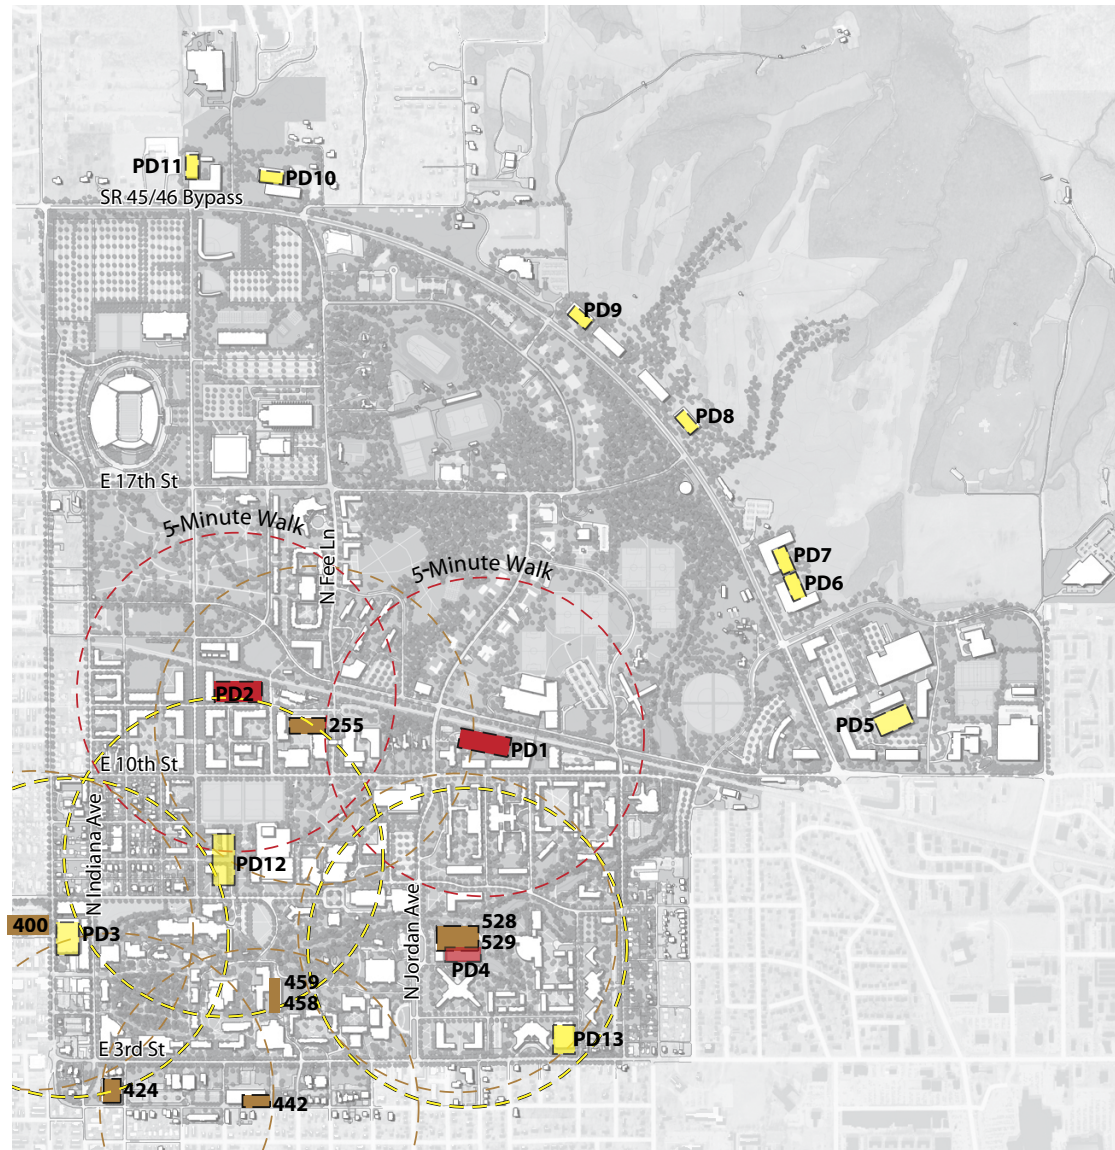 PD11
PD10
SR 45/46 Bypass
PD9
PD8
E 17th St
5-Minute Walk
N Fee Ln
5-Minute Walk
PD7
PD6
PD2
255
PD1
PD5
E 10th St
N Indiana Ave
PD12
N Jordan Ave
400
PD3
528
529
PD4
459
458
PD13
E 3rd St
424
442